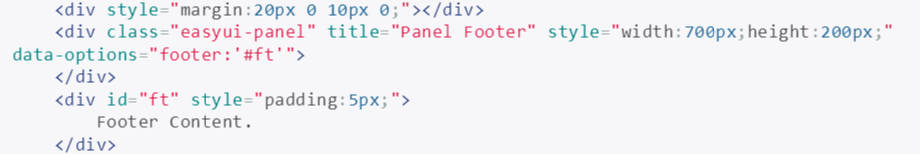 <div style="margin:20px 0 10px 0;"></div>
<div class="easyui-panel" title="Panel Footer" style="width:700px;height:200px;"
data-options="footer:'#ft'">
</div>
<div id="ft" style="padding:5px;">
Footer Content.
</div>